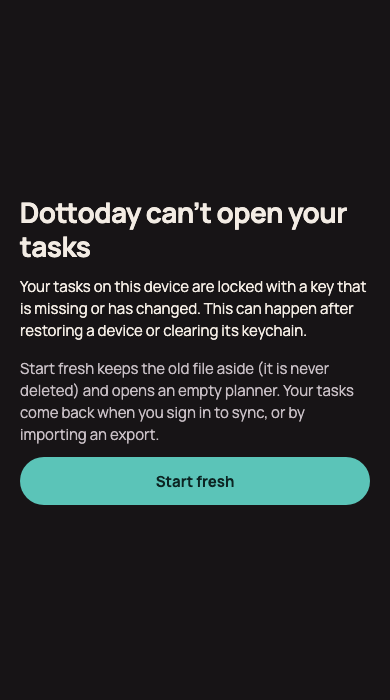 Dottoday can’t open your
tasks
Your tasks on this device are locked with a key that
is missing or has changed. This can happen after
restoring a device or clearing its keychain.
Start fresh keeps the old file aside (it is never
deleted) and opens an empty planner. Your tasks
come back when you sign in to sync, or by
importing an export.
Start fresh